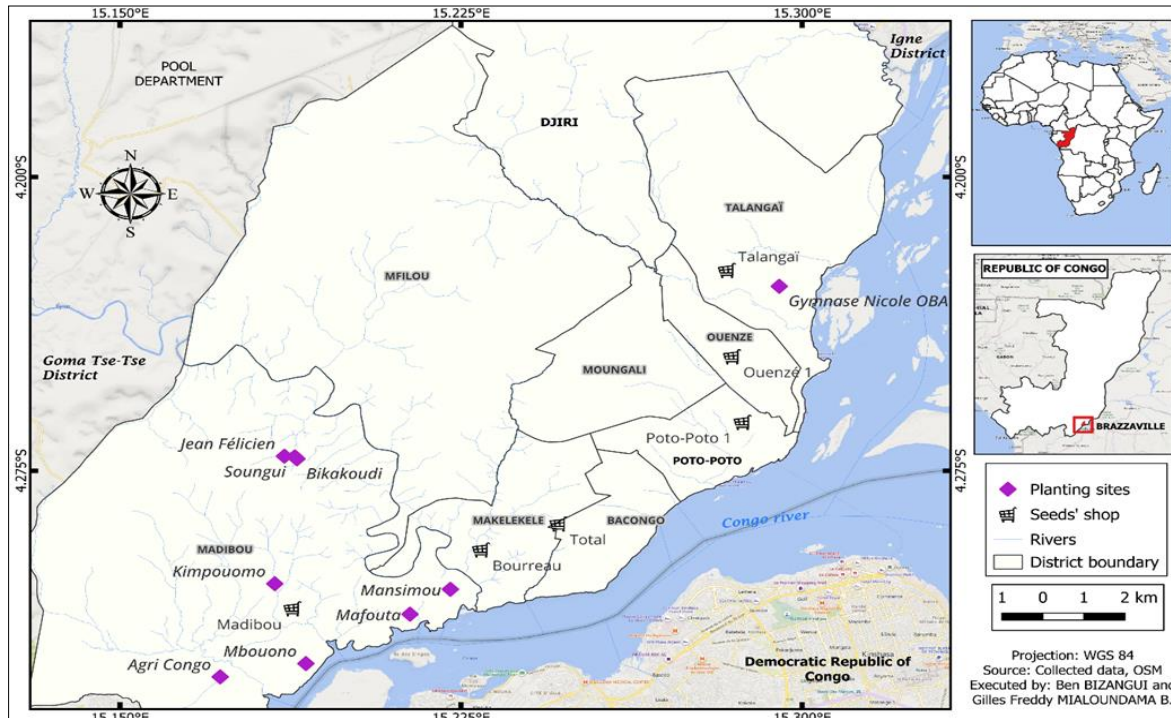 15.150°E
15.225°E
15.300°E
POOL
DEPARTMENT
Igne
District
DJIRI
N
W
E
S
4.200°S
4.200°S
TALANGAÏ
Talangaï
MFILOU
Gymnase Nicole OBA
Goma Tse-Tse
District
OUENZE
Ouenzé 1
MOUNGALI
Poto-Poto 1
POTO-POTO
Jean Félicien
Soungui
Bikakoudi
4.275°S
4.275°S
MAKELEKELE
BACONGO
Congo river
Total
Bourreau
MADIBOU
Kimpouomo
Mansimou
Madibou
Mafouta
Mbouono
Agri Congo
Democratic Republic of
Congo
Kinshasa
15.150°E
15.225°E
15.300°E
REPUBLIC OF CONGO
BRAZZAVILLE
Planting sites
Seeds' shop
Rivers
District boundary
1 0 1 2 km
Projection: WGS 84
Source: Collected data, OSM
Executed by: Ben BIZANGUI and
Gilles Freddy MIALOUNDAMA B.